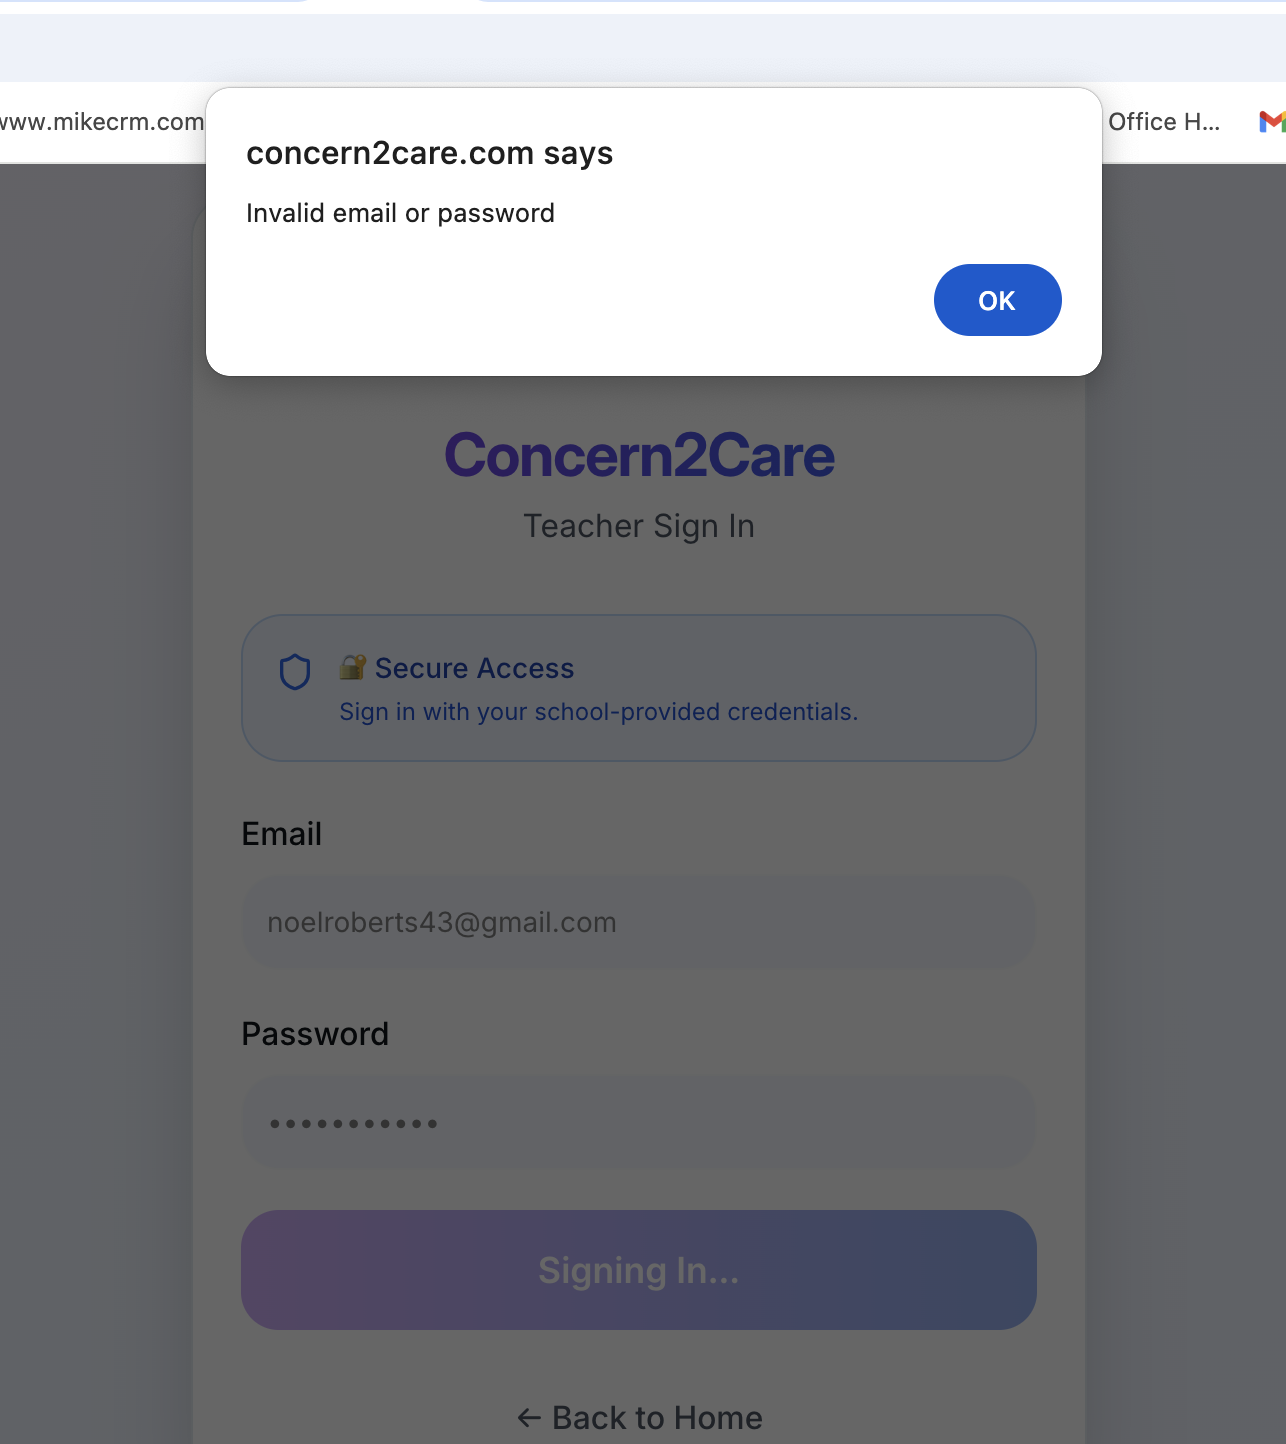 www.mikecrm.com
Office H...
concern2care.com says
Invalid email or password
OK
Concern2Care
Teacher Sign In
🔐 Secure Access
Sign in with your school-provided credentials.
Email
noelroberts43@gmail.com
Password
•••••••••••
Signing In...
← Back to Home